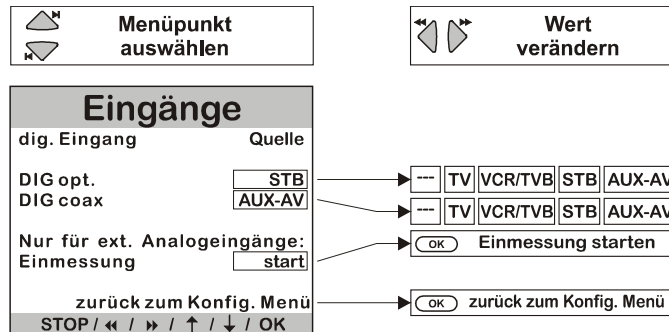 Menüpunkt
auswählen
Wert
verändern
Eingänge
dig. Eingang Quelle
DIG opt. STB
--- TV VCR/TVB STB AUX-AV
DIG coax AUX-AV
--- TV VCR/TVB STB AUX-AV
Nur für ext. Analogeingänge:
Einmessung start
OK Einmessung starten
zurück zum Konfig. Menü
OK zurück zum Konfig. Menü
STOP / ◂◂ / ▸▸ / ↑ / ↓ / OK